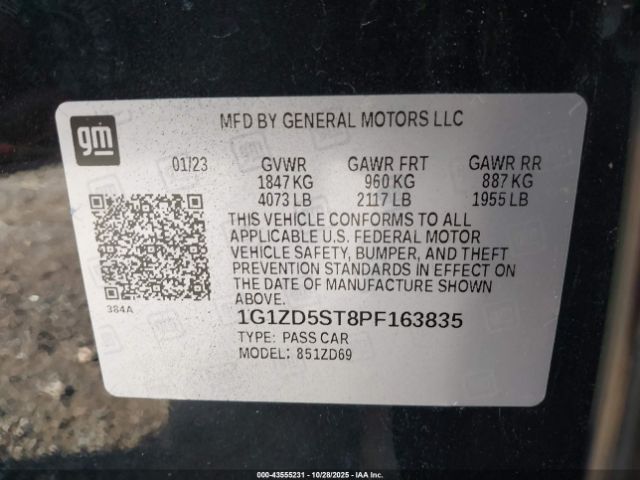 gm
MFD BY GENERAL MOTORS LLC
01/23 GVWR GAWR FRT GAWR RR
1847 KG 960 KG 887 KG
4073 LB 2117 LB 1955 LB
THIS VEHICLE CONFORMS TO ALL
APPLICABLE U.S. FEDERAL MOTOR
VEHICLE SAFETY, BUMPER, AND THEFT
PREVENTION STANDARDS IN EFFECT ON
THE DATE OF MANUFACTURE SHOWN
ABOVE.
384A
1G1ZD5ST8PF163835
TYPE: PASS CAR
MODEL: 851ZD69
© 43555231 - 10/28/2025 - IAA Inc.